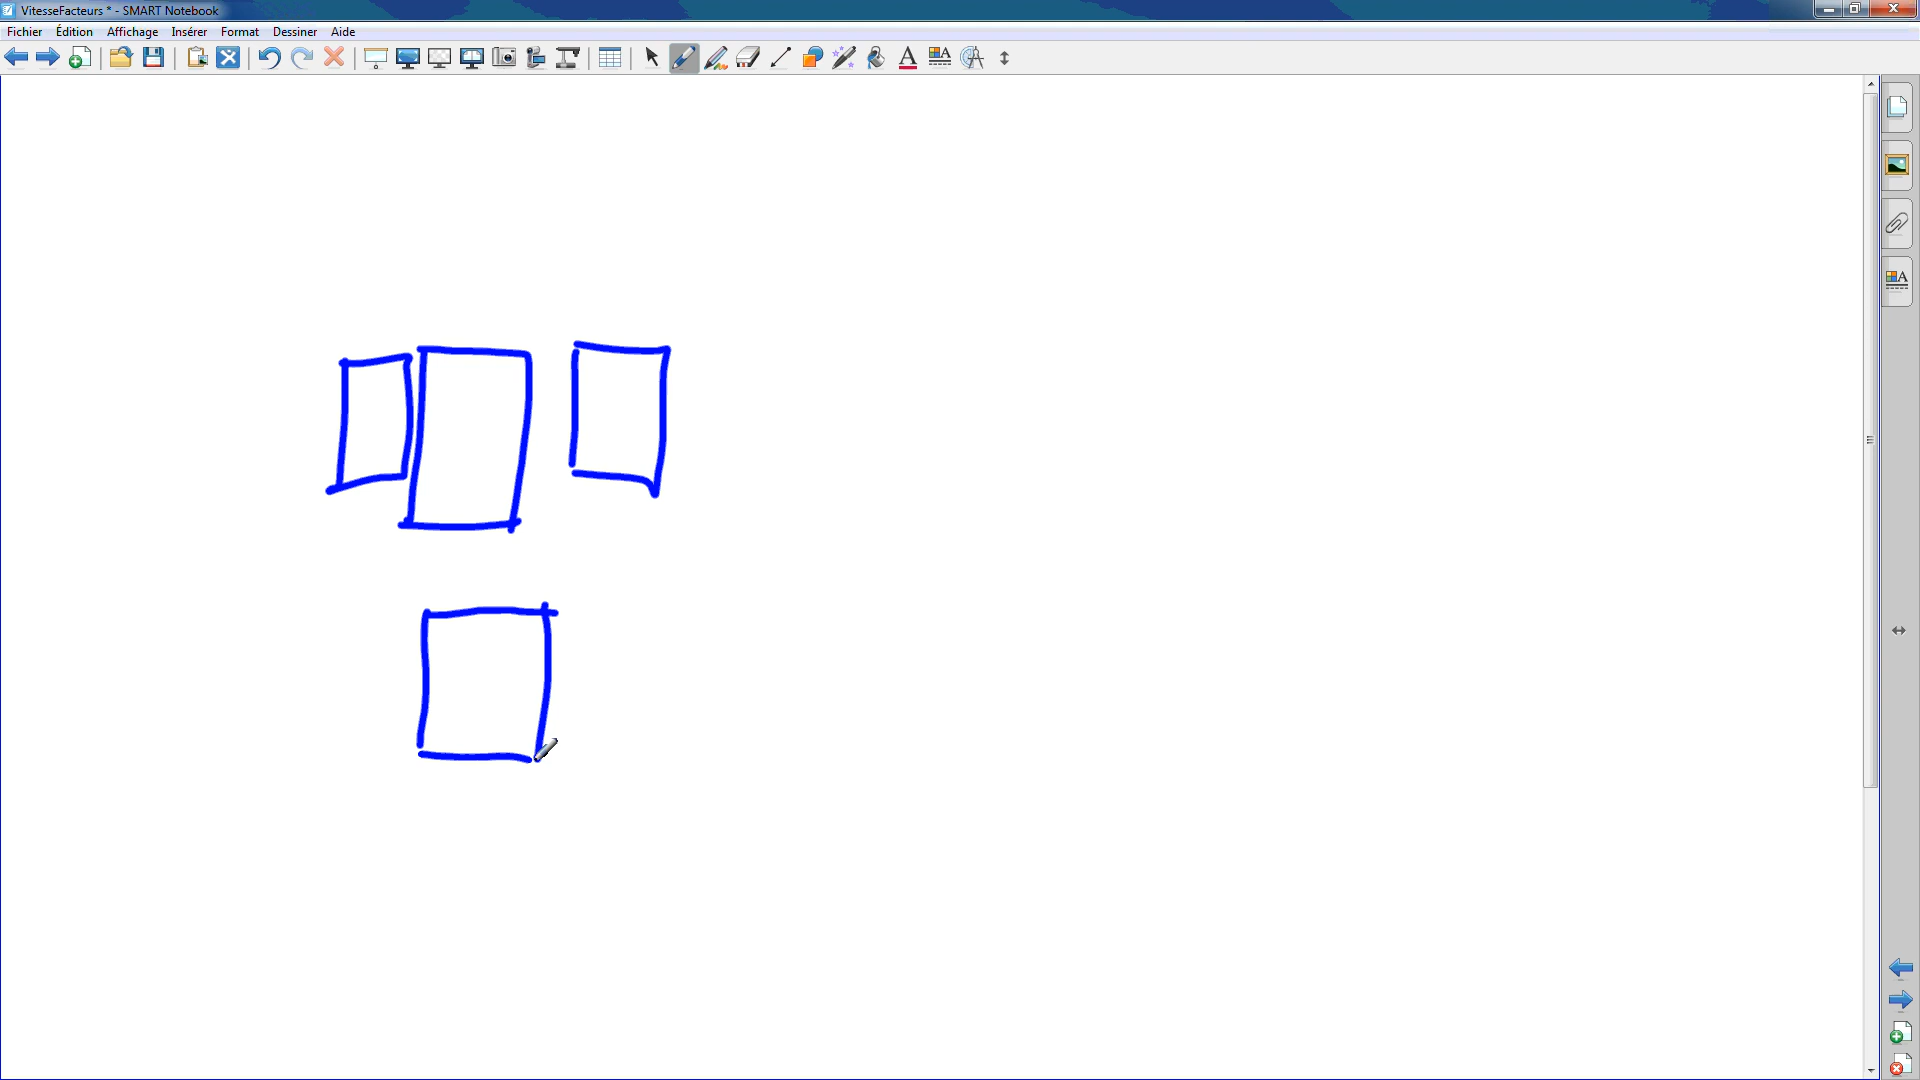 VitesseFacteurs * - SMART Notebook
Fichier Édition Affichage Insérer Format Dessiner Aide